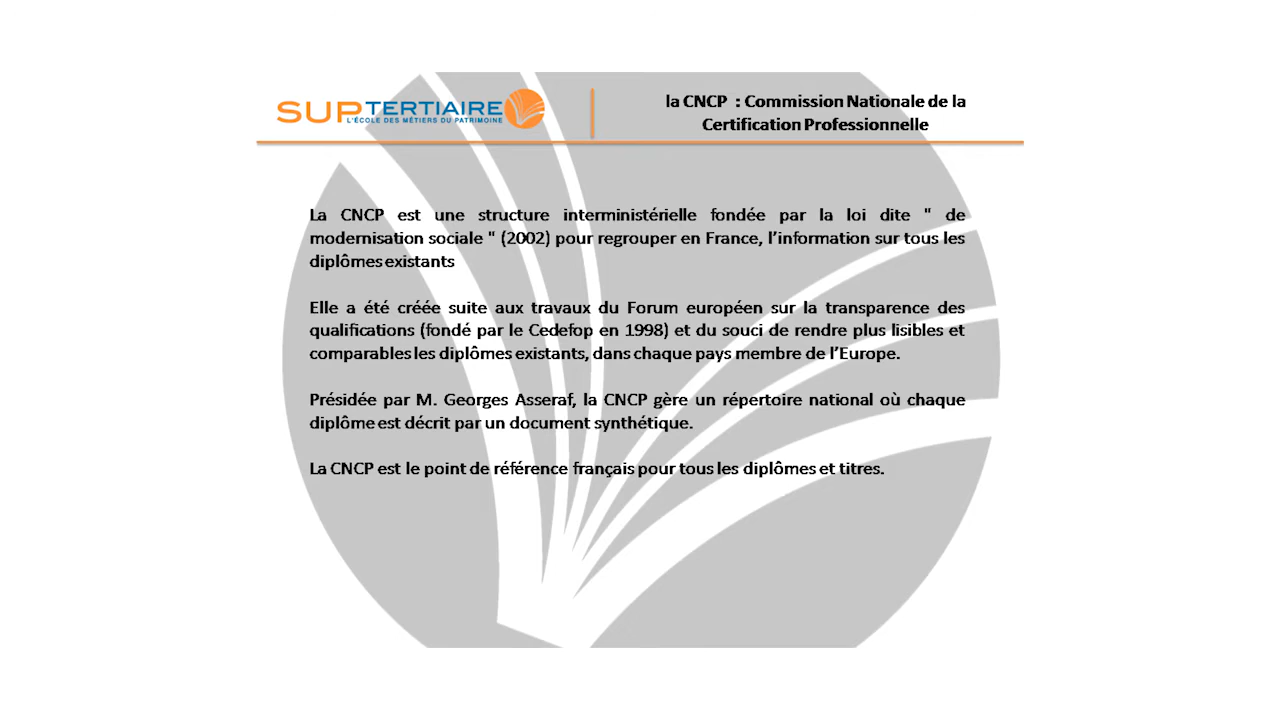 SUPTERTIAIRE
L'ÉCOLE DES MÉTIERS DU PATRIMOINE
la CNCP : Commission Nationale de la
Certification Professionnelle
La CNCP est une structure interministérielle fondée par la loi dite " de
modernisation sociale " (2002) pour regrouper en France, l’information sur tous les
diplômes existants
Elle a été créée suite aux travaux du Forum européen sur la transparence des
qualifications (fondé par le Cedefop en 1998) et du souci de rendre plus lisibles et
comparables les diplômes existants, dans chaque pays membre de l’Europe.
Présidée par M. Georges Asseraf, la CNCP gère un répertoire national où chaque
diplôme est décrit par un document synthétique.
La CNCP est le point de référence français pour tous les diplômes et titres.